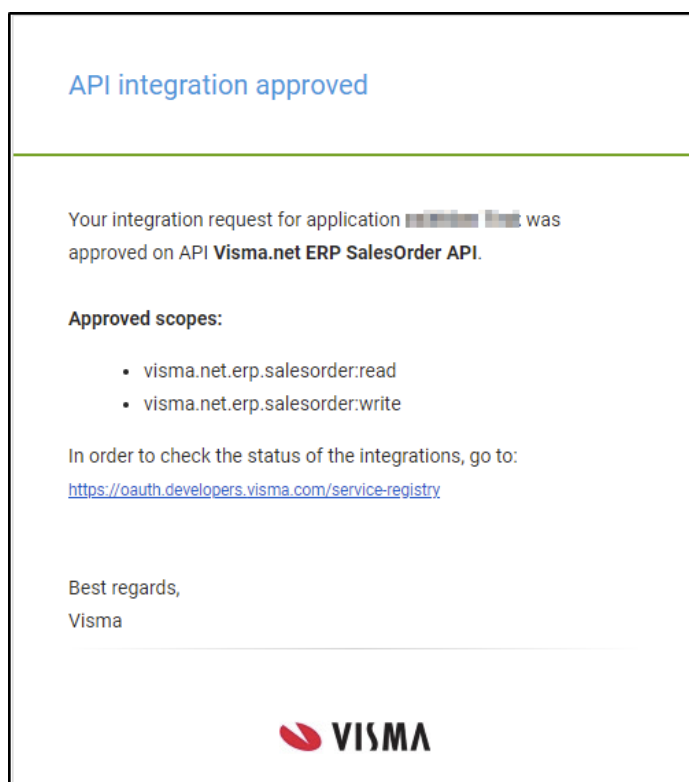 API integration approved
Your integration request for application was
approved on API Visma.net ERP SalesOrder API.
Approved scopes:
• visma.net.erp.salesorder:read
• visma.net.erp.salesorder:write
In order to check the status of the integrations, go to:
https://oauth.developers.visma.com/service-registry
Best regards,
Visma
VISMA